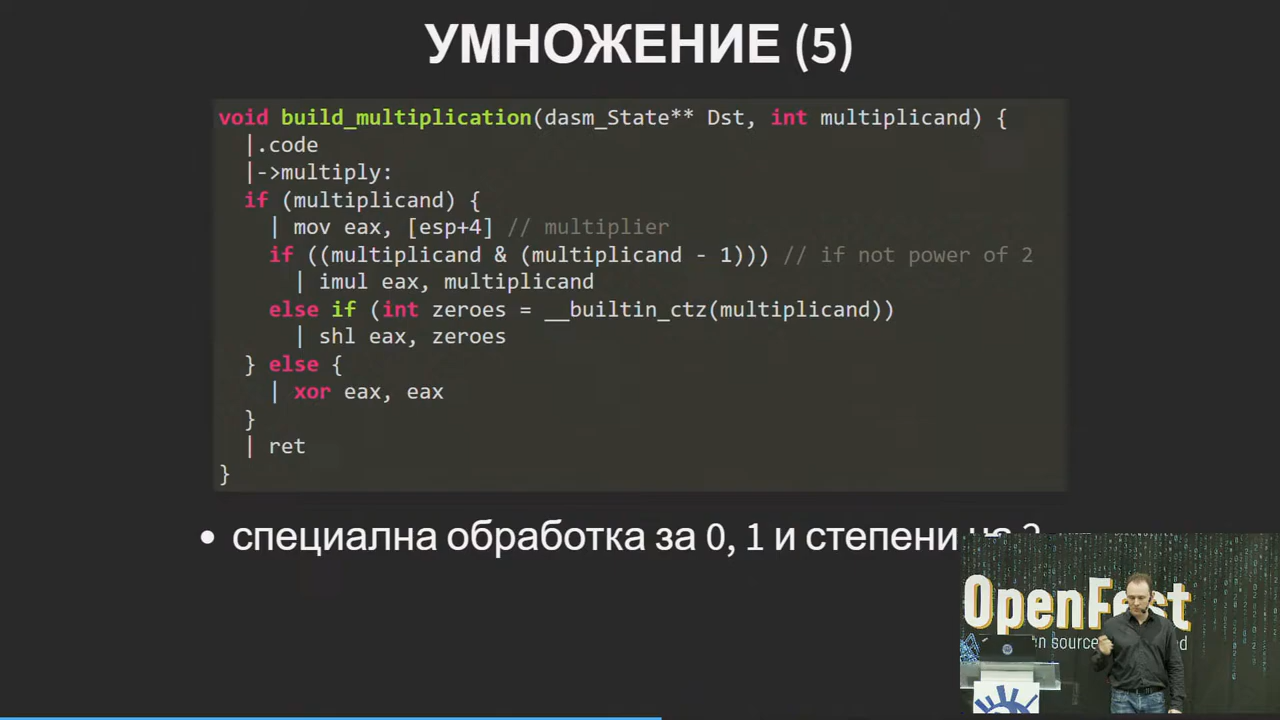 УМНОЖЕНИЕ (5)
void build_multiplication(dasm_State** Dst, int multiplicand) {
|.code
|->multiply:
if (multiplicand) {
| mov eax, [esp+4] // multiplier
if ((multiplicand & (multiplicand - 1))) // if not power of 2
| imul eax, multiplicand
else if (int zeroes = __builtin_ctz(multiplicand))
| shl eax, zeroes
} else {
| xor eax, eax
}
| ret
}
• специална обработка за 0, 1 и степени на 2
OpenFest